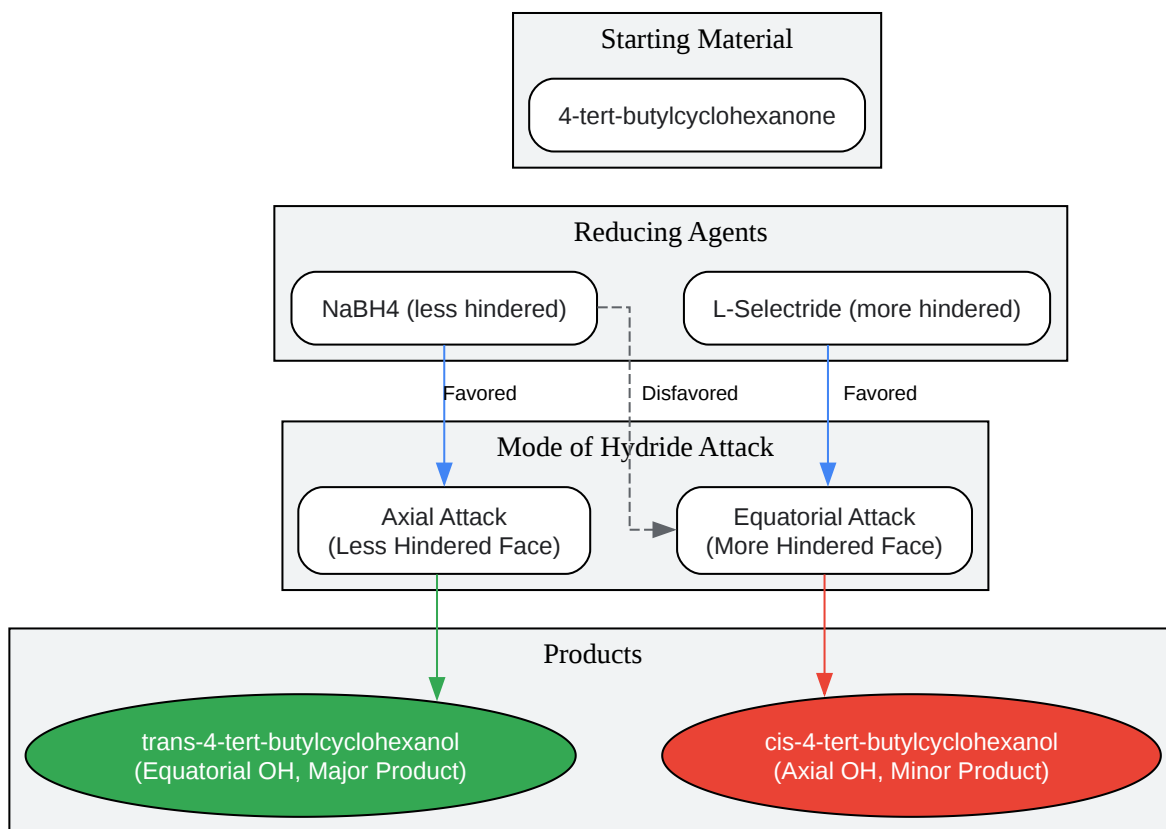 Starting Material
4-tert-butylcyclohexanone
Reducing Agents
NaBH4 (less hindered)
L-Selectride (more hindered)
Favored
Disfavored
Favored
Mode of Hydride Attack
Axial Attack
(Less Hindered Face)
Equatorial Attack
(More Hindered Face)
Products
trans-4-tert-butylcyclohexanol
(Equatorial OH, Major Product)
cis-4-tert-butylcyclohexanol
(Axial OH, Minor Product)